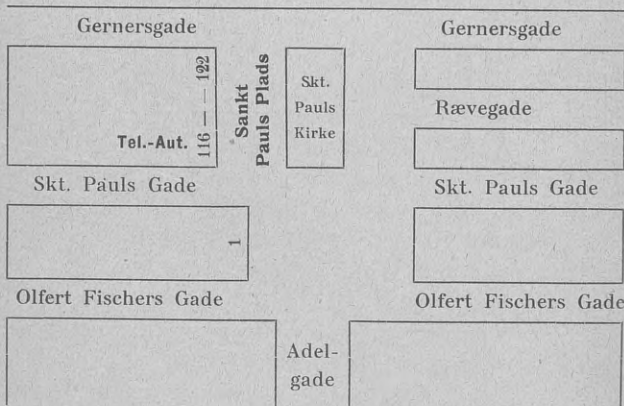 Gernersgade
Gernersgade
116 — — 122
Tel.-Aut.
Sankt
Pauls Plads
Skt.
Pauls
Kirke
Rævegade
Skt. Pauls Gade
Skt. Pauls Gade
1
Olfert Fischers Gade
Olfert Fischers Gade
Adel-
gade